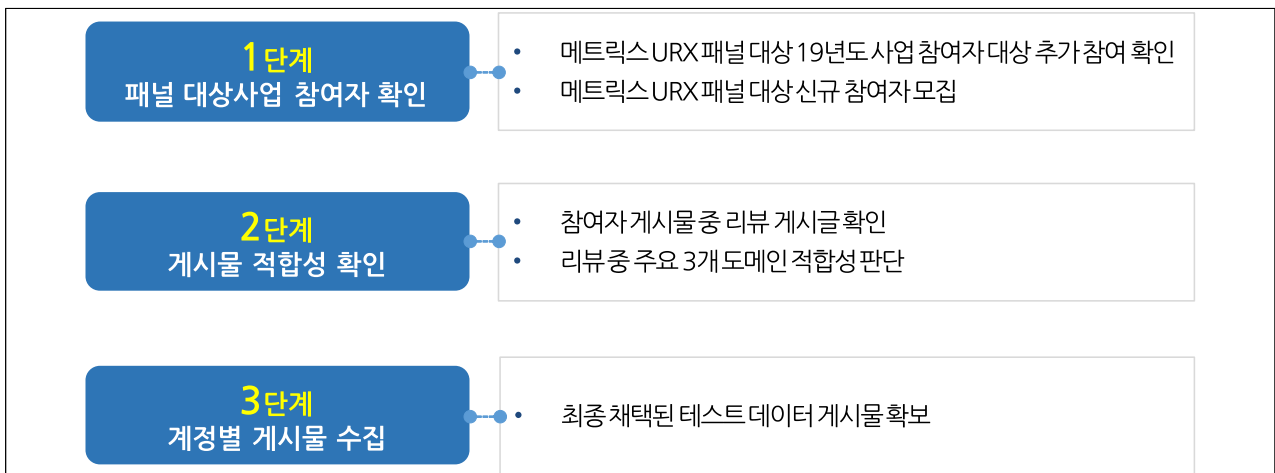 1단계
패널 대상사업 참여자 확인
• 메트릭스 URX 패널 대상 19년도 사업 참여자 대상 추가 참여 확인
• 메트릭스 URX 패널 대상 신규 참여자 모집
2단계
게시물 적합성 확인
• 참여자 게시물 중 리뷰 게시글 확인
• 리뷰 중 주요 3개 도메인 적합성 판단
3단계
계정별 게시물 수집
• 최종 채택된 테스트 데이터 게시물 확보